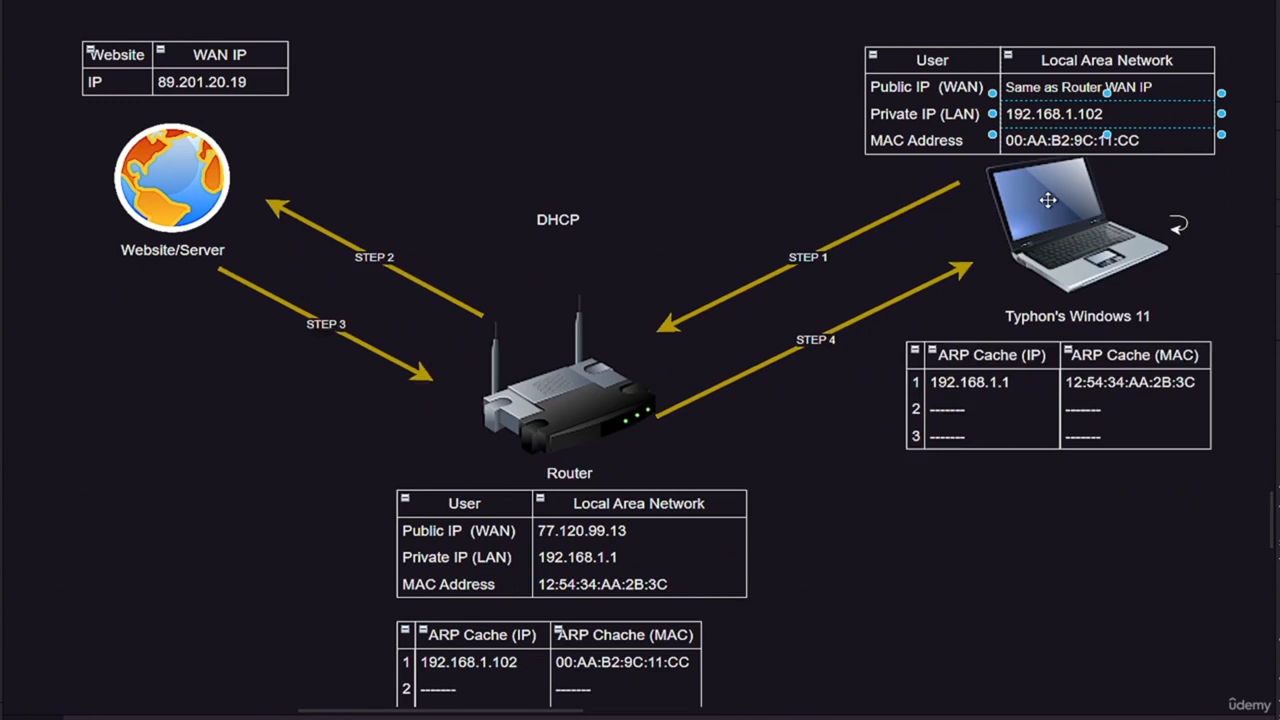 Website WAN IP
IP 89.201.20.19
Website/Server
User Local Area Network
Public IP (WAN) Same as Router WAN IP
Private IP (LAN) 192.168.1.102
MAC Address 00:AA:B2:9C:11:CC
DHCP
STEP 2
STEP 1
STEP 3
STEP 4
Typhon's Windows 11
ARP Cache (IP) ARP Cache (MAC)
1 192.168.1.1 12:54:34:AA:2B:3C
2 ------- -------
3 ------- -------
Router
User Local Area Network
Public IP (WAN) 77.120.99.13
Private IP (LAN) 192.168.1.1
MAC Address 12:54:34:AA:2B:3C
ARP Cache (IP) ARP Chache (MAC)
1 192.168.1.102 00:AA:B2:9C:11:CC
2 ------- -------
ûdemy